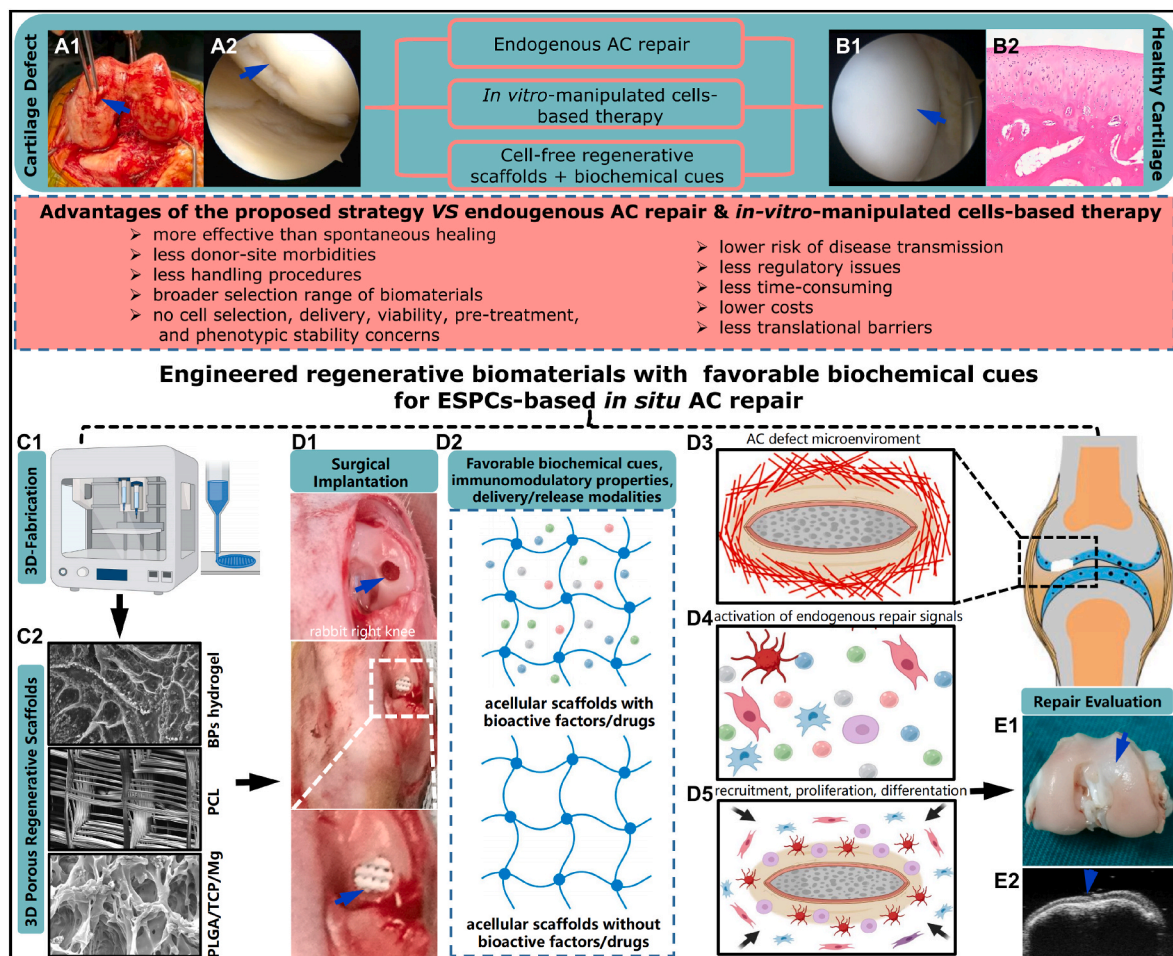 Cartilage Defect
A1
A2
Endogenous AC repair
In vitro-manipulated cells-
based therapy
Cell-free regenerative
scaffolds + biochemical cues
B1
B2
Healthy Cartilage
Advantages of the proposed strategy VS endougenous AC repair & in-vitro-manipulated cells-based therapy
➢ more effective than spontaneous healing
➢ less donor-site morbidities
➢ less handling procedures
➢ broader selection range of biomaterials
➢ no cell selection, delivery, viability, pre-treatment,
and phenotypic stability concerns
➢ lower risk of disease transmission
➢ less regulatory issues
➢ less time-consuming
➢ lower costs
➢ less translational barriers
Engineered regenerative biomaterials with favorable biochemical cues
for ESPCs-based in situ AC repair
C1
3D-Fabrication
C2
3D Porous Regenerative Scaffolds
BPs hydrogel
PCL
PLGA/TCP/Mg
D1
Surgical
Implantation
rabbit right knee
D2
Favorable biochemical cues,
immunomodulatory properties,
delivery/release modalities
acellular scaffolds with
bioactive factors/drugs
acellular scaffolds without
bioactive factors/drugs
D3
AC defect microenviroment
D4
activation of endogenous repair signals
D5
recruitment, proliferation, differentation
Repair Evaluation
E1
E2